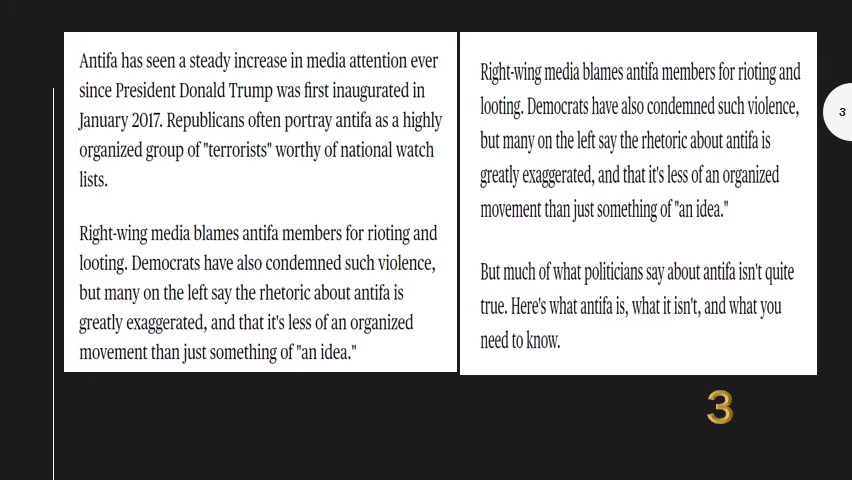 Antifa has seen a steady increase in media attention ever
since President Donald Trump was first inaugurated in
January 2017. Republicans often portray antifa as a highly
organized group of "terrorists" worthy of national watch
lists.
Right-wing media blames antifa members for rioting and
looting. Democrats have also condemned such violence,
but many on the left say the rhetoric about antifa is
greatly exaggerated, and that it's less of an organized
movement than just something of "an idea."
Right-wing media blames antifa members for rioting and
looting. Democrats have also condemned such violence,
but many on the left say the rhetoric about antifa is
greatly exaggerated, and that it's less of an organized
movement than just something of "an idea."
But much of what politicians say about antifa isn't quite
true. Here's what antifa is, what it isn't, and what you
need to know.
3
3